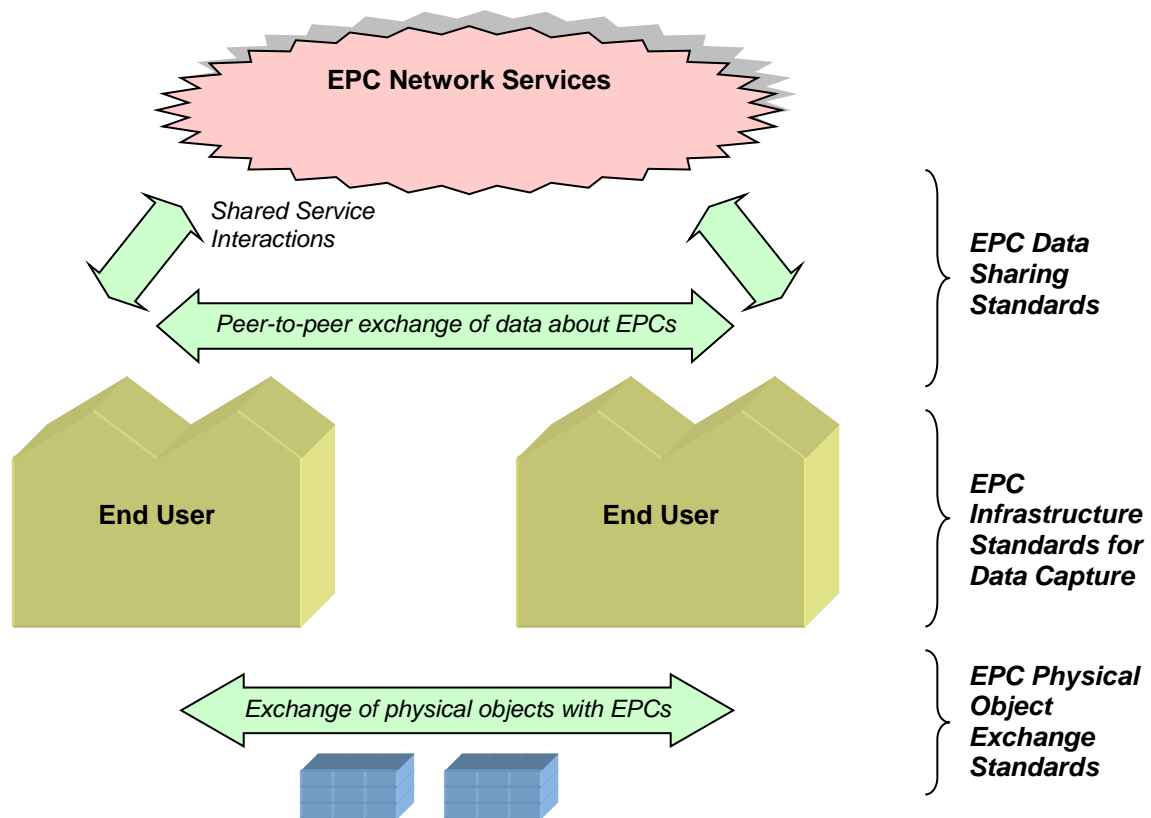 EPC Network Services
Shared Service
Interactions
Peer-to-peer exchange of data about EPCs
EPC Data
Sharing
Standards
End User
End User
EPC
Infrastructure
Standards for
Data Capture
Exchange of physical objects with EPCs
EPC Physical
Object
Exchange
Standards